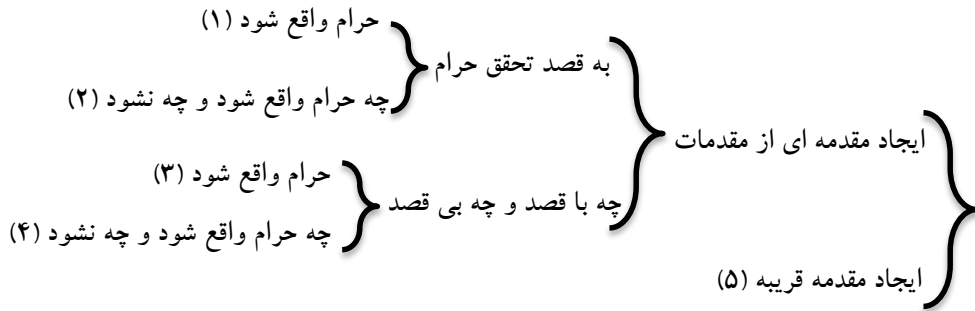 حرام واقع شود (۱)
به قصد تحقق حرام
چه حرام واقع شود و چه نشود (۲)
ایجاد مقدمه ای از مقدمات
حرام واقع شود (۳)
چه با قصد و چه بی قصد
چه حرام واقع شود و چه نشود (۴)
ایجاد مقدمه قریبه (۵)